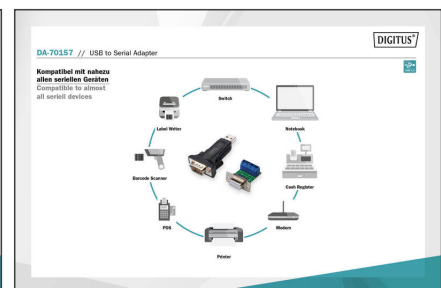 DIGITUS®
DA-70157 // USB to Serial Adapter
Kompatibel mit nahezu
allen seriellen Geräten
Compatible to almost
all seriell devices
Switch
Label Writer
Notebook
Barcode Scanner
Cash Register
POS
Modem
Printer